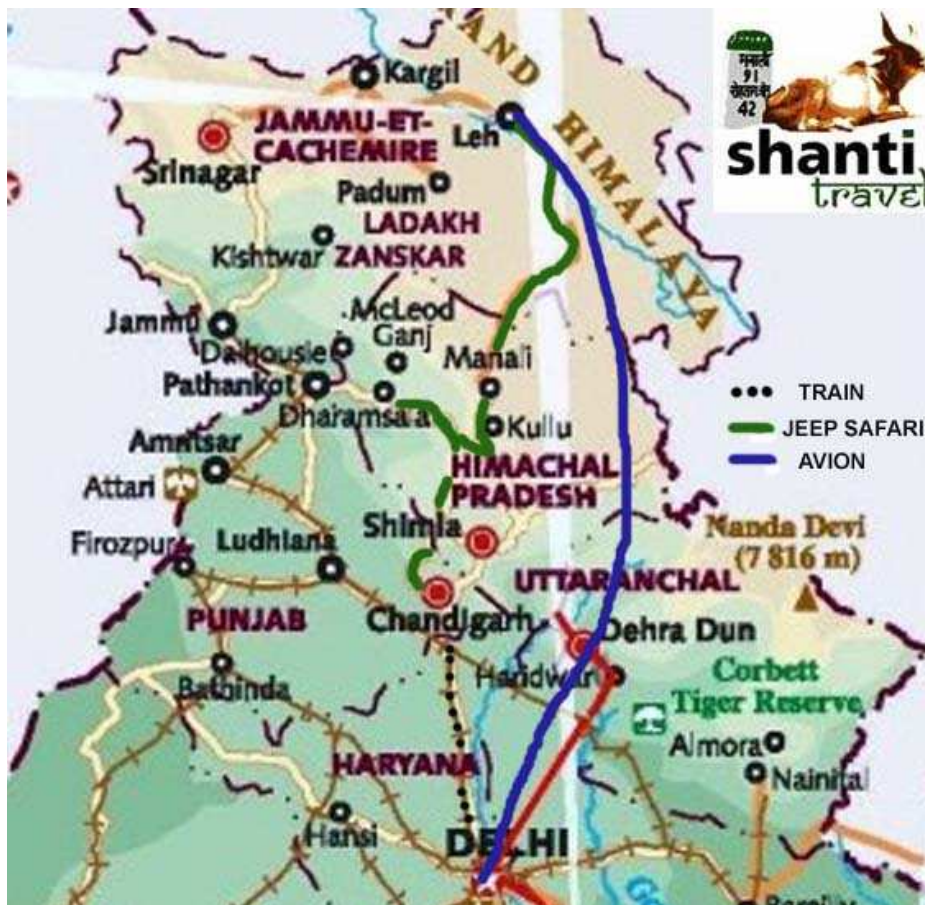 AND HIMALAYA
Kargil
Leh
JAMMU-ET-
CACHEMIRE
Srinagar
Padum
LADAKH
Kishtwar
ZANSKAR
McLeod
Ganj
Jammu
Dalhousie
Manali
Pathankot
Dharamsala
Kullu
Amritsar
Attari
HIMACHAL
PRADESH
Shimla
Firozpur
Ludhiana
UTTARANCHAL
Nanda Devi
(7 816 m)
PUNJAB
Chandigarh
Dehra Dun
Haridwar
Bathinda
Corbett
Tiger Reserve
Almora
Nainital
HARYANA
Hansi
DELHI
91
42
shanti
travel
TRAIN
JEEP SAFARI
AVION